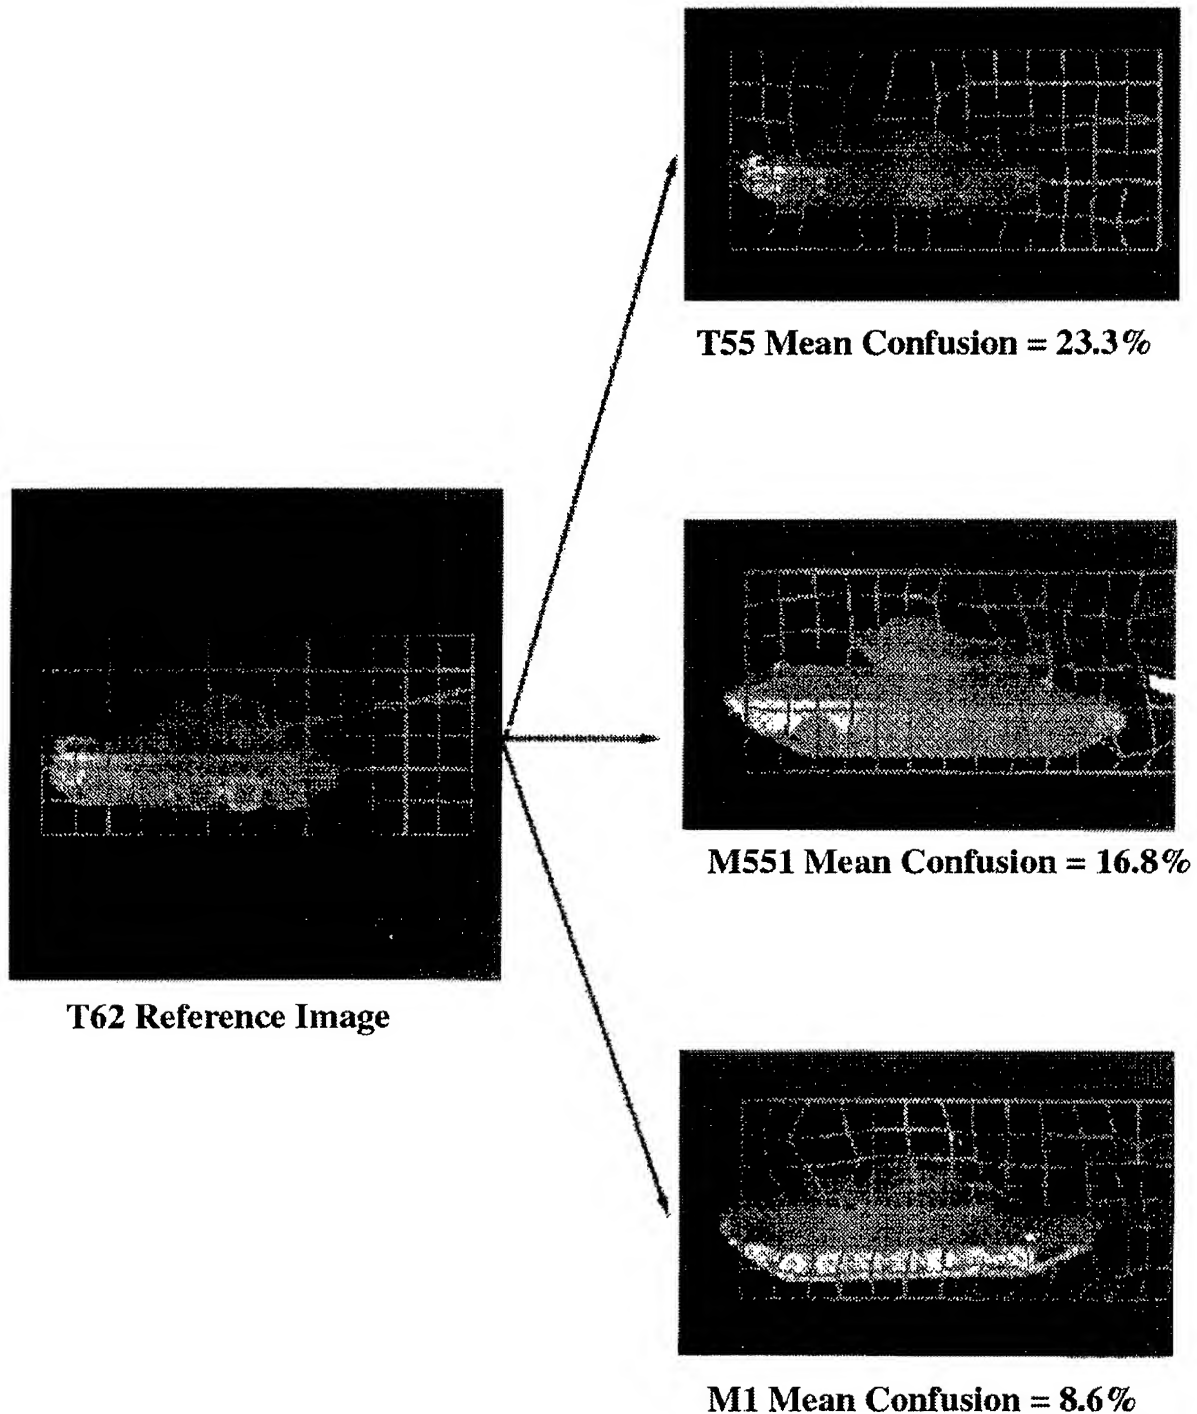 T55 Mean Confusion = 23.3%
M551 Mean Confusion = 16.8%
T62 Reference Image
M1 Mean Confusion = 8.6%